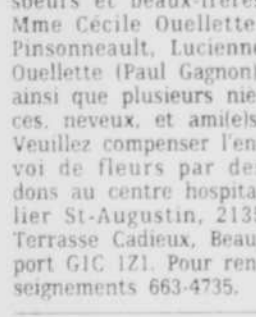 soeurs et beaux-frères
Mme Cécile Ouellette
Pinsonneault, Lucienne
Ouellette (Paul Gagnon)
ainsi que plusieurs niè
ces, neveux, et ami(e)s
Veuillez compenser l'en
voi de fleurs par des
dons au centre hospita
lier St-Augustin, 2135
Terrasse Cadieux, Beau
port G1C 1Z1. Pour ren
seignements 663-4735.